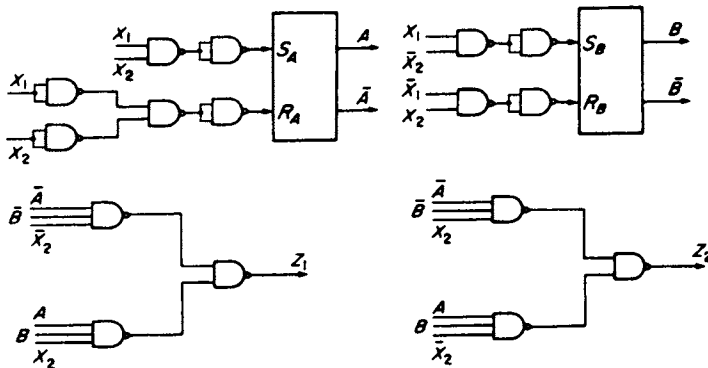 X₁
X₂
S_A
A
X₁
X₂
R_A
Ā
X₁
X̄₂
S_B
B
X̄₁
X₂
R_B
B̄
Ā
B̄
X̄₂
Z₁
A
B
X₂
Ā
B̄
X₂
Z₂
A
B
X̄₂